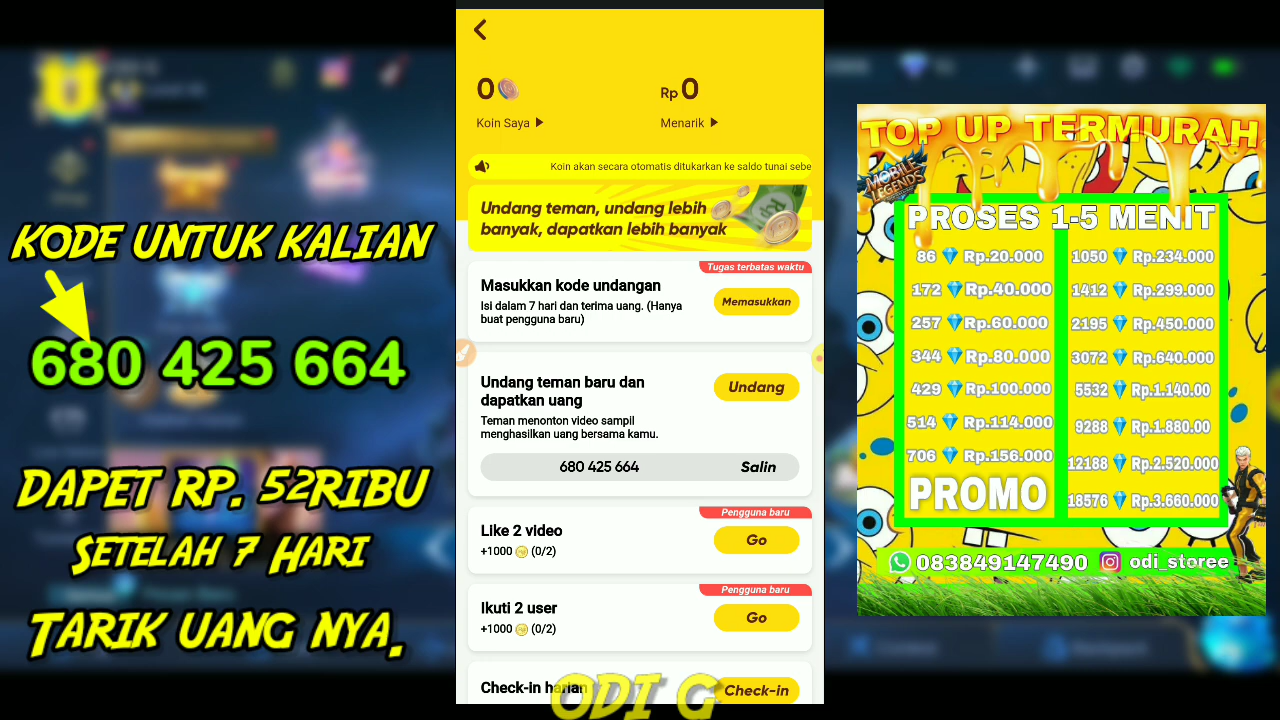 KODE UNTUK KALIAN
680 425 664
DAPET RP. 52RIBU
SETELAH 7 HARI
TARIK UANG NYA.
0
Rp 0
Koin Saya
Menarik
Koin akan secara otomatis ditukarkan ke saldo tunai sebe
Undang teman, undang lebih
banyak, dapatkan lebih banyak
Tugas terbatas waktu
Masukkan kode undangan
Isi dalam 7 hari dan terima uang. (Hanya
buat pengguna baru)
Memasukkan
Undang teman baru dan
dapatkan uang
Undang
Teman menonton video sampil
menghasilkan uang bersama kamu.
680 425 664
Salin
Pengguna baru
Like 2 video
+1000 (0/2)
Go
Pengguna baru
Ikuti 2 user
+1000 (0/2)
Go
Check-in harian
Check-in
ODI G
TOP UP TERMURAH
MOBILE
LEGENDS
PROSES 1-5 MENIT
86 💎 Rp.20.000
172 💎 Rp.40.000
257 💎 Rp.60.000
344 💎 Rp.80.000
429 💎 Rp.100.000
514 💎 Rp.114.000
706 💎 Rp.156.000
PROMO
1050 💎 Rp.234.000
1412 💎 Rp.299.000
2195 💎 Rp.450.000
3072 💎 Rp.640.000
5532 💎 Rp.1.140.00
9288 💎 Rp.1.880.00
12188 💎 Rp.2.520.000
18576 💎 Rp.3.660.000
083849147490
odi_storee